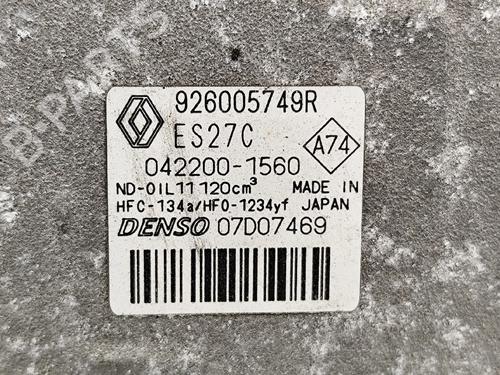 B-PARTS
926005749R
ES27C
A74
042200-1560
ND-OIL11 120cm³ MADE IN
HFC-134a/HFO-1234yf JAPAN
DENSO 07D07469